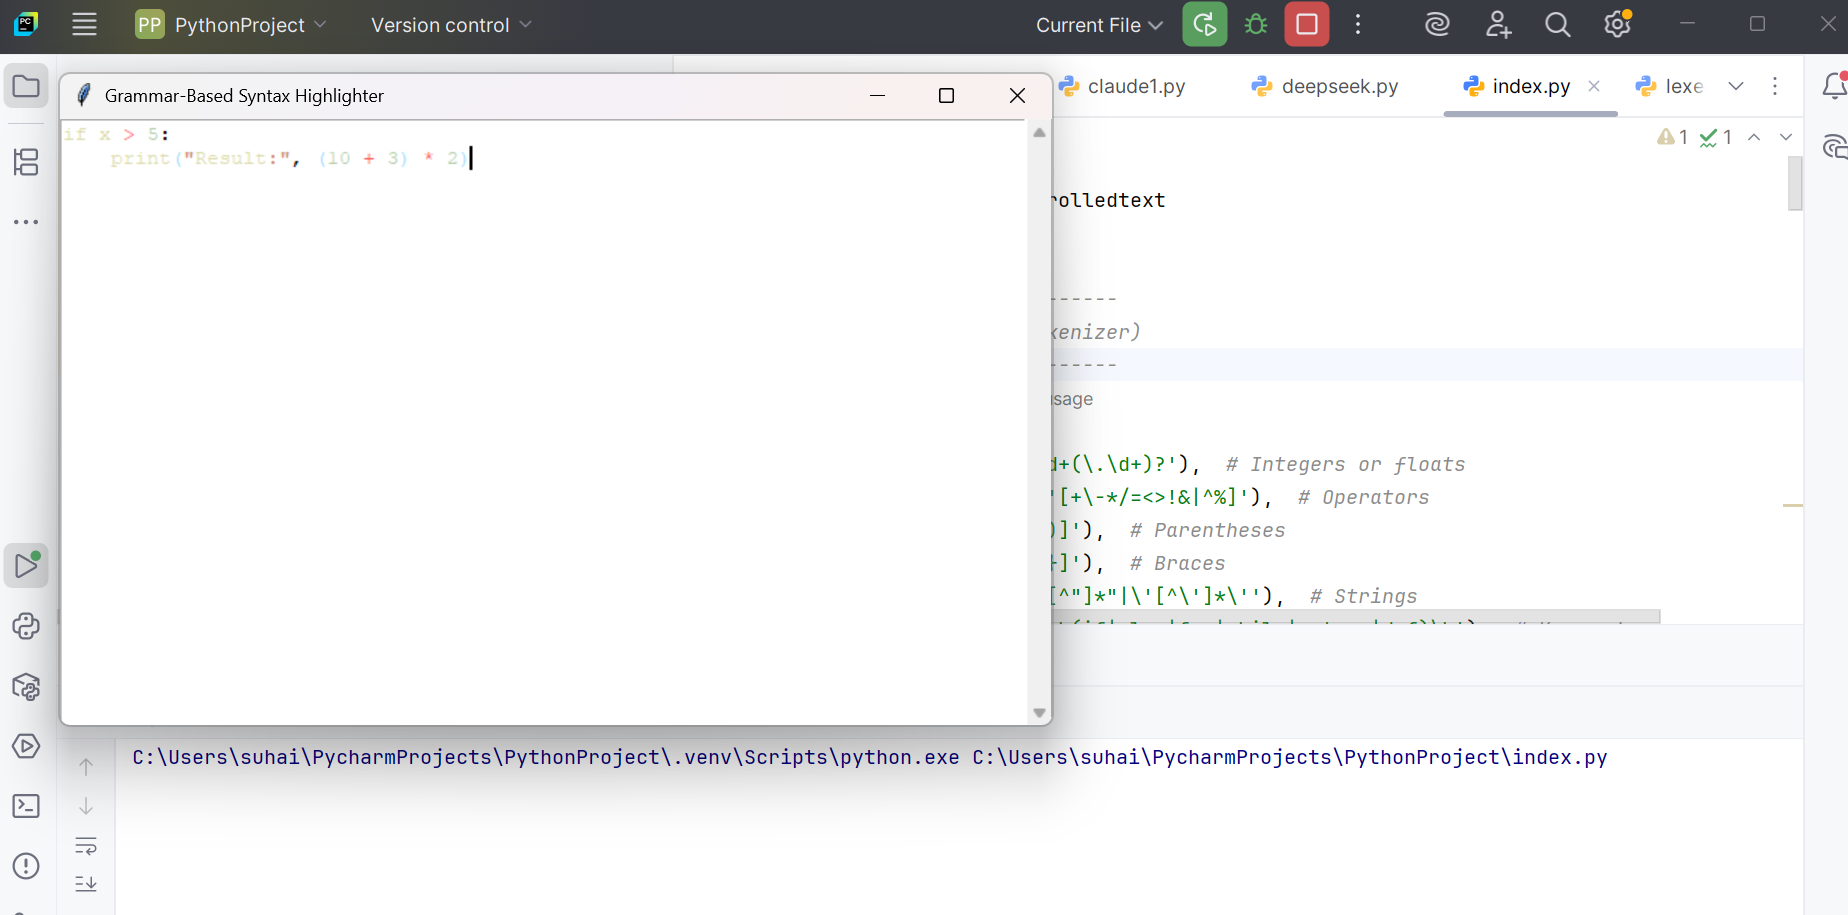 PP PythonProject Version control Current File
Grammar-Based Syntax Highlighter
claude1.py deepseek.py index.py lexe
if x > 5:
    print("Result:", (10 + 3) * 2)
1 1
rolledtext
------
kenizer)
------
usage
d+(\.\d+)?'), # Integers or floats
'[+\-*/=<>!&|^%]'), # Operators
)]'), # Parentheses
}]'), # Braces
[^"]*"|\'[^\']*\''), # Strings
C:\Users\suhai\PycharmProjects\PythonProject\.venv\Scripts\python.exe C:\Users\suhai\PycharmProjects\PythonProject\index.py